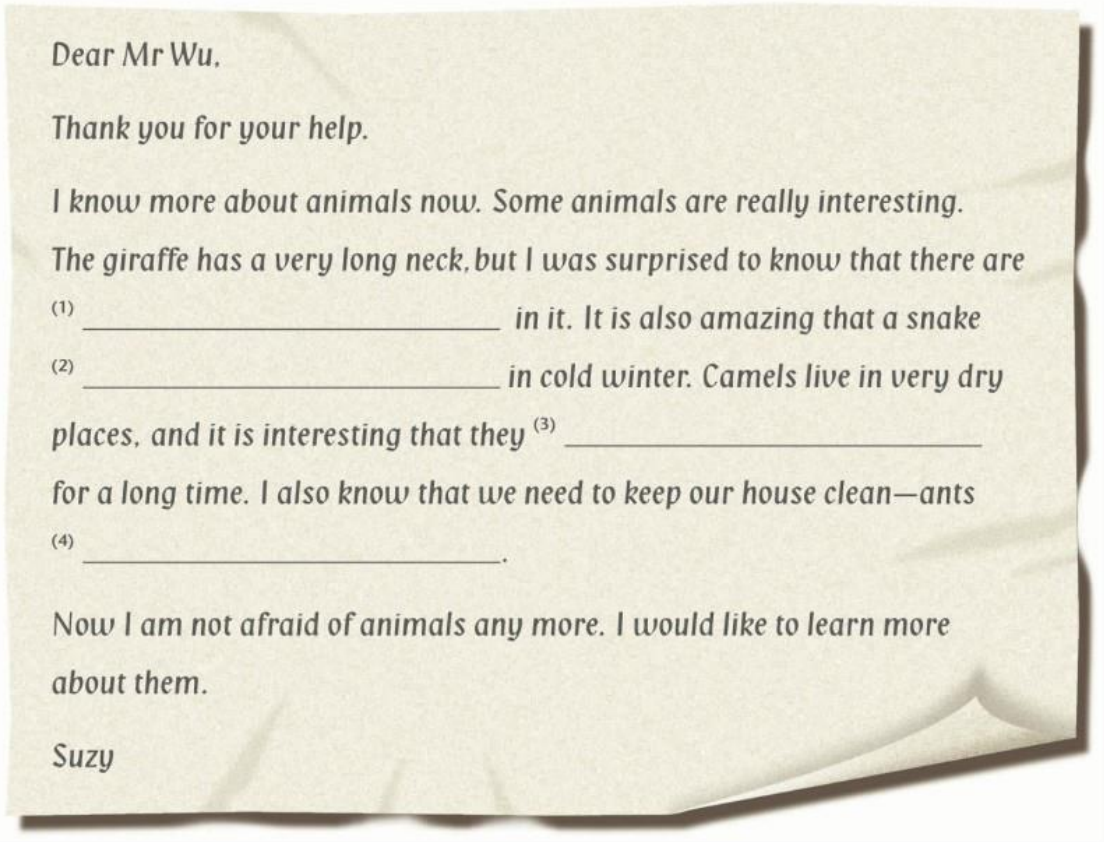 Dear Mr Wu,
Thank you for your help.
I know more about animals now. Some animals are really interesting.
The giraffe has a very long neck, but I was surprised to know that there are
(1) ____________________ in it. It is also amazing that a snake
(2) ____________________ in cold winter. Camels live in very dry
places, and it is interesting that they (3) ____________________
for a long time. I also know that we need to keep our house clean—ants
(4) ____________________.
Now I am not afraid of animals any more. I would like to learn more
about them.
Suzy